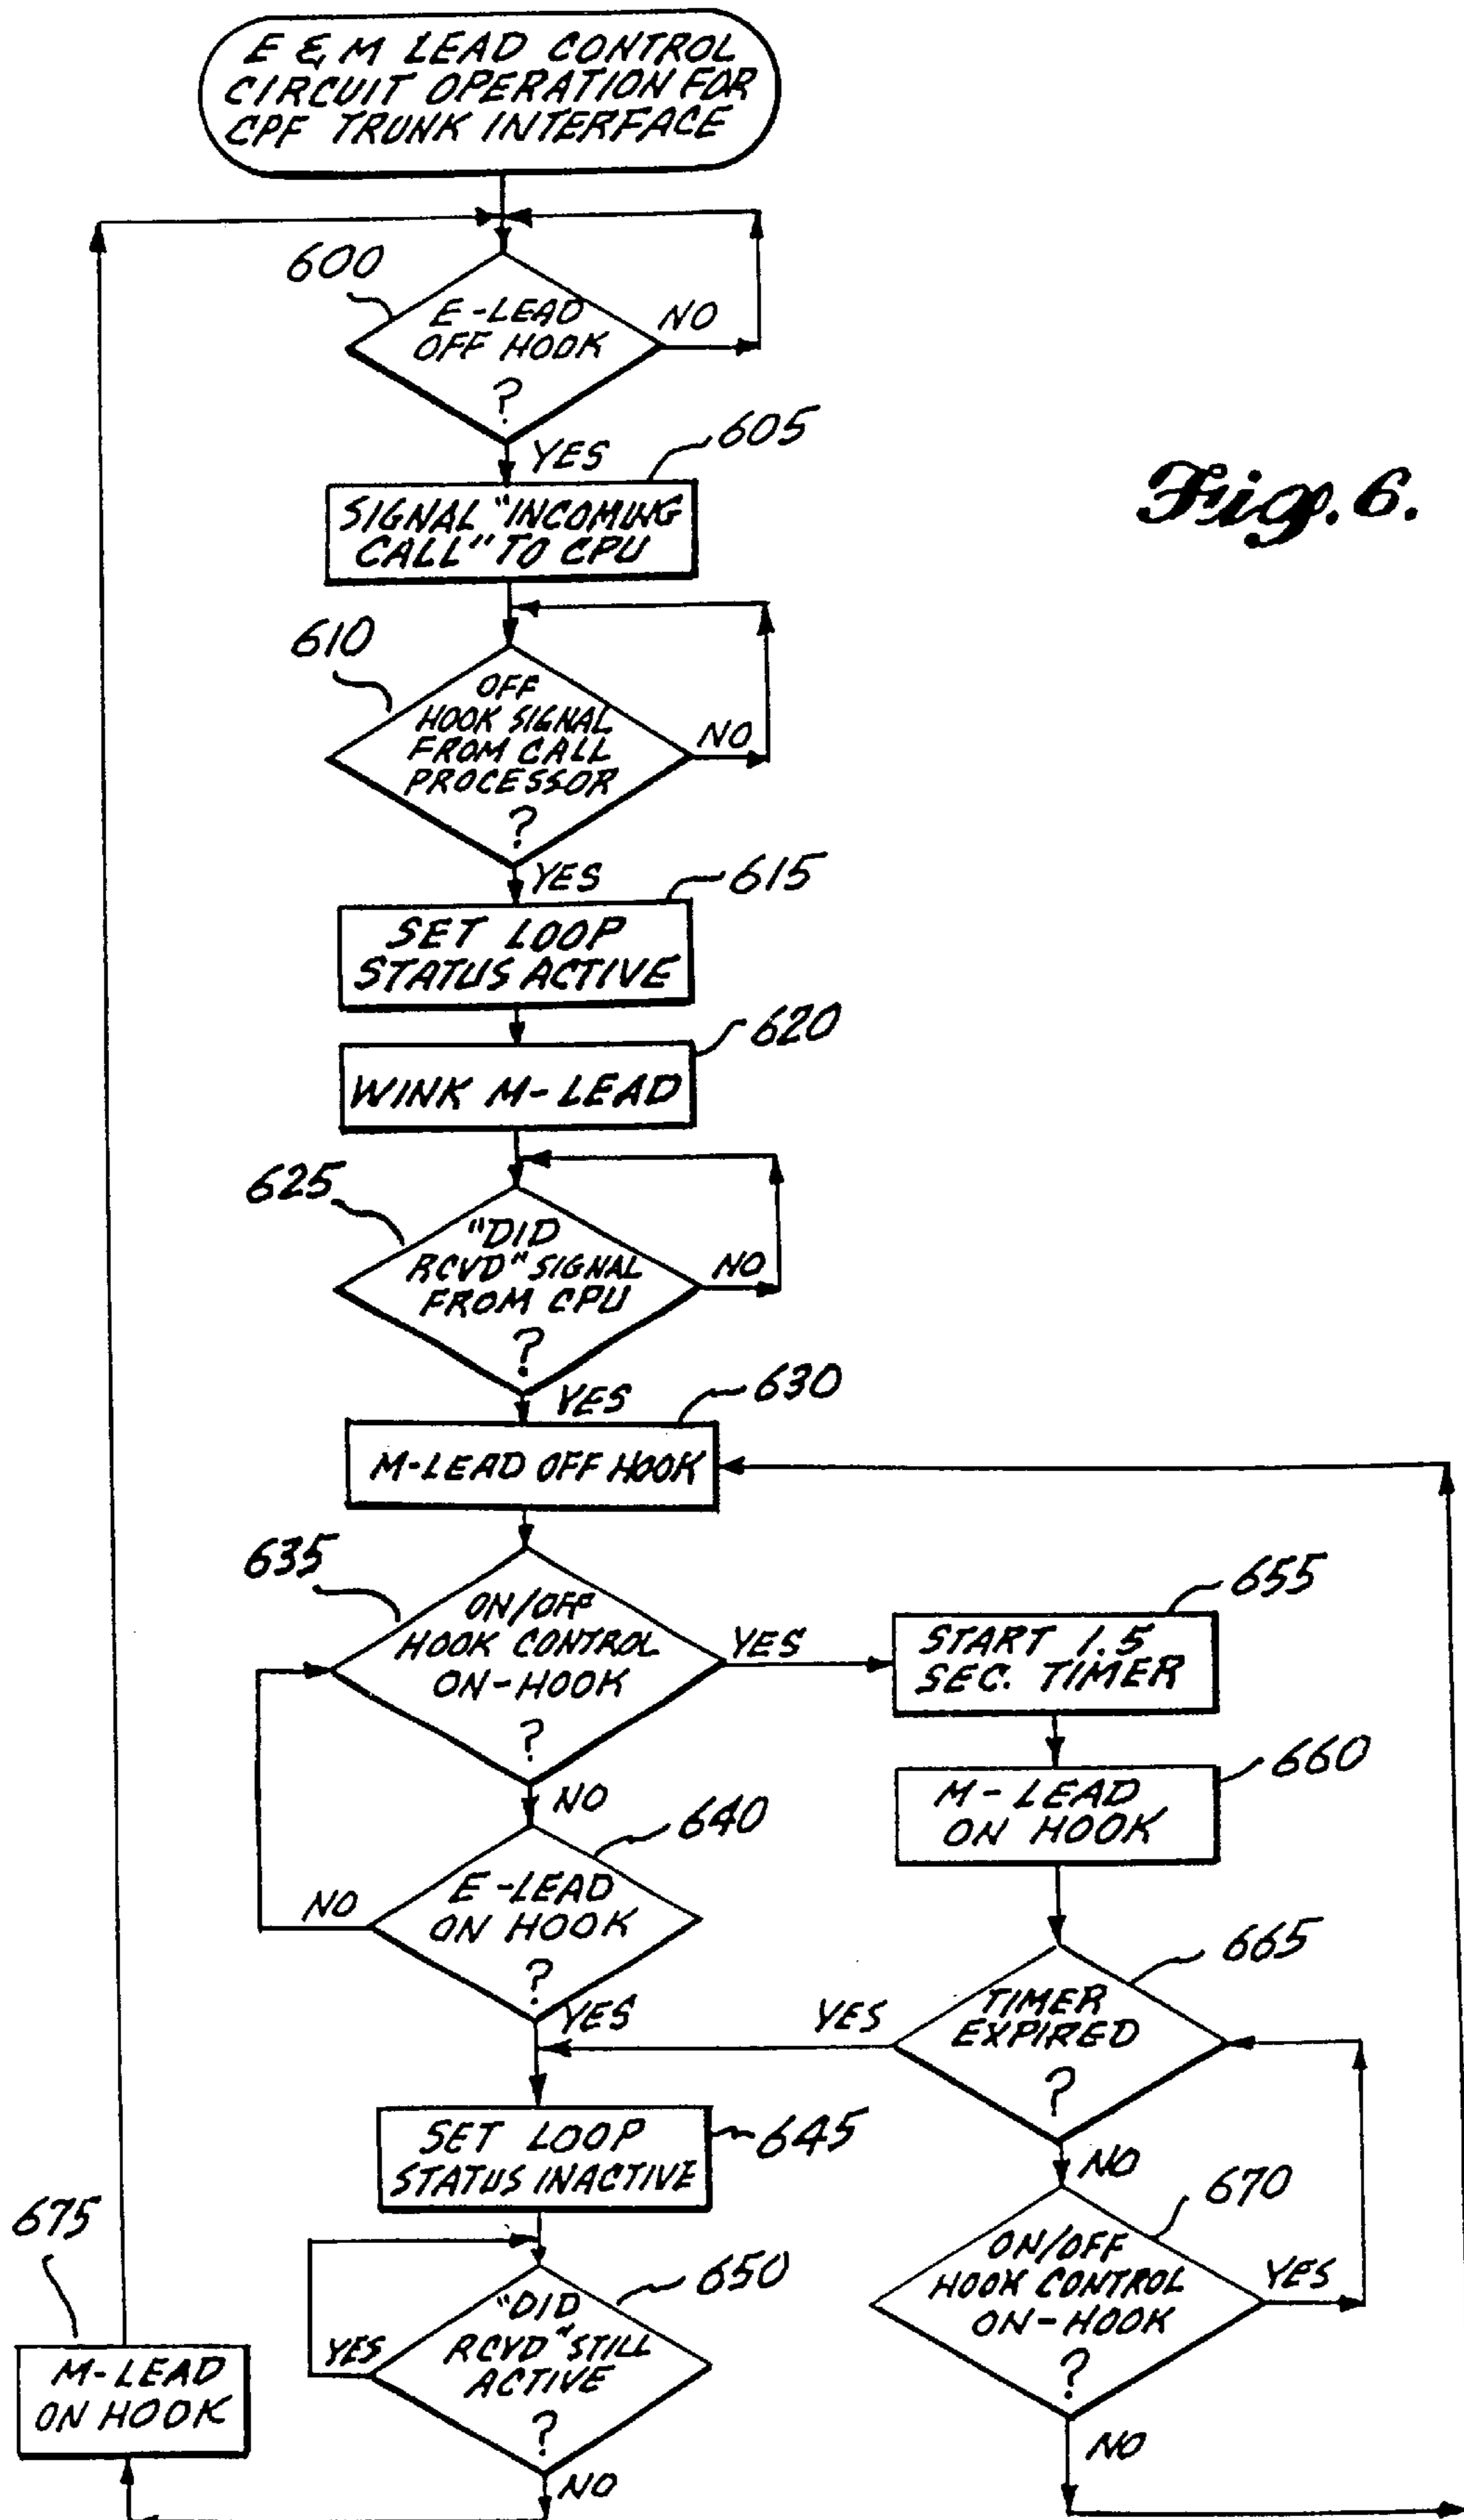 E & M LEAD CONTROL
CIRCUIT OPERATION FOR
CPF TRUNK INTERFACE
600
E-LEAD
OFF HOOK
?
NO
YES
605
SIGNAL "INCOMING
CALL" TO CPU
Fig. 6.
610
OFF
HOOK SIGNAL
FROM CALL
PROCESSOR
?
NO
YES
615
SET LOOP
STATUS ACTIVE
620
WINK M-LEAD
625
"DID
RCVD" SIGNAL
FROM CPU
?
NO
YES
630
M-LEAD OFF HOOK
635
ON/OFF
HOOK CONTROL
ON-HOOK
?
YES
NO
655
START 1.5
SEC. TIMER
660
M-LEAD
ON HOOK
640
E-LEAD
ON HOOK
?
NO
YES
665
TIMER
EXPIRED
?
YES
NO
645
SET LOOP
STATUS INACTIVE
670
ON/OFF
HOOK CONTROL
ON-HOOK
?
YES
NO
650
"DID
RCVD" STILL
ACTIVE
?
YES
NO
675
M-LEAD
ON HOOK